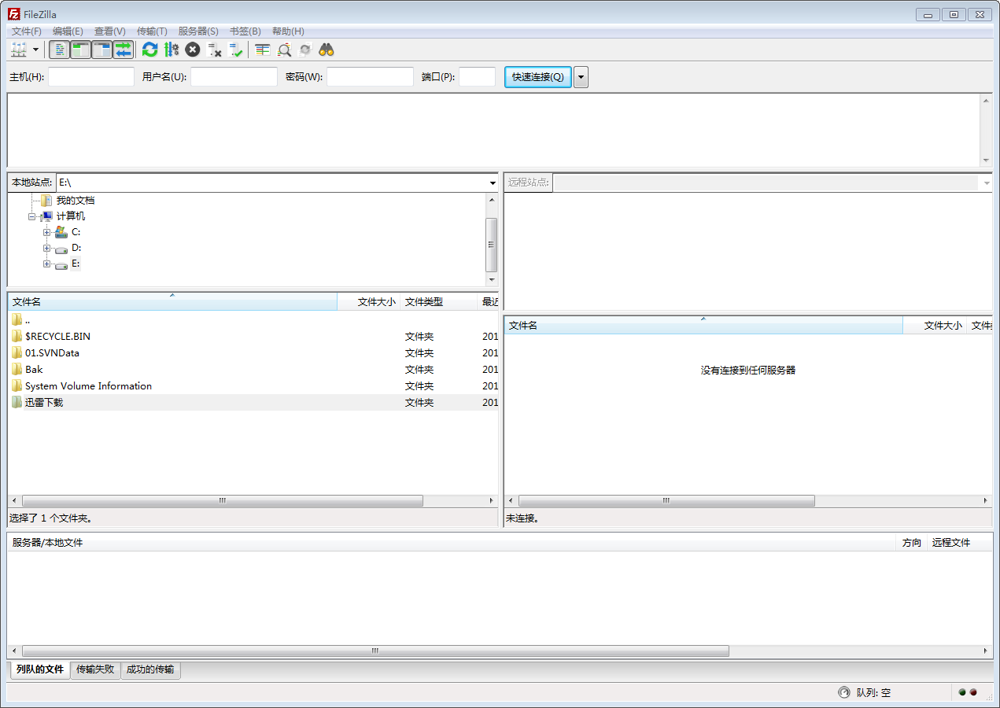 FileZilla
文件(F) 编辑(E) 查看(V) 传输(T) 服务器(S) 书签(B) 帮助(H)
主机(H): 用户名(U): 密码(W): 端口(P): 快速连接(Q)
本地站点: E:\
远程站点:
我的文档
计算机
C:
D:
E:
文件名 文件大小 文件类型 最近
..
$RECYCLE.BIN 文件夹 201
01.SVNData 文件夹 201
Bak 文件夹 201
System Volume Information 文件夹 201
迅雷下载 文件夹 201
选择了 1 个文件夹。
文件名 文件大小 文件
没有连接到任何服务器
未连接。
服务器/本地文件 方向 远程文件
列队的文件 传输失败 成功的传输
队列: 空